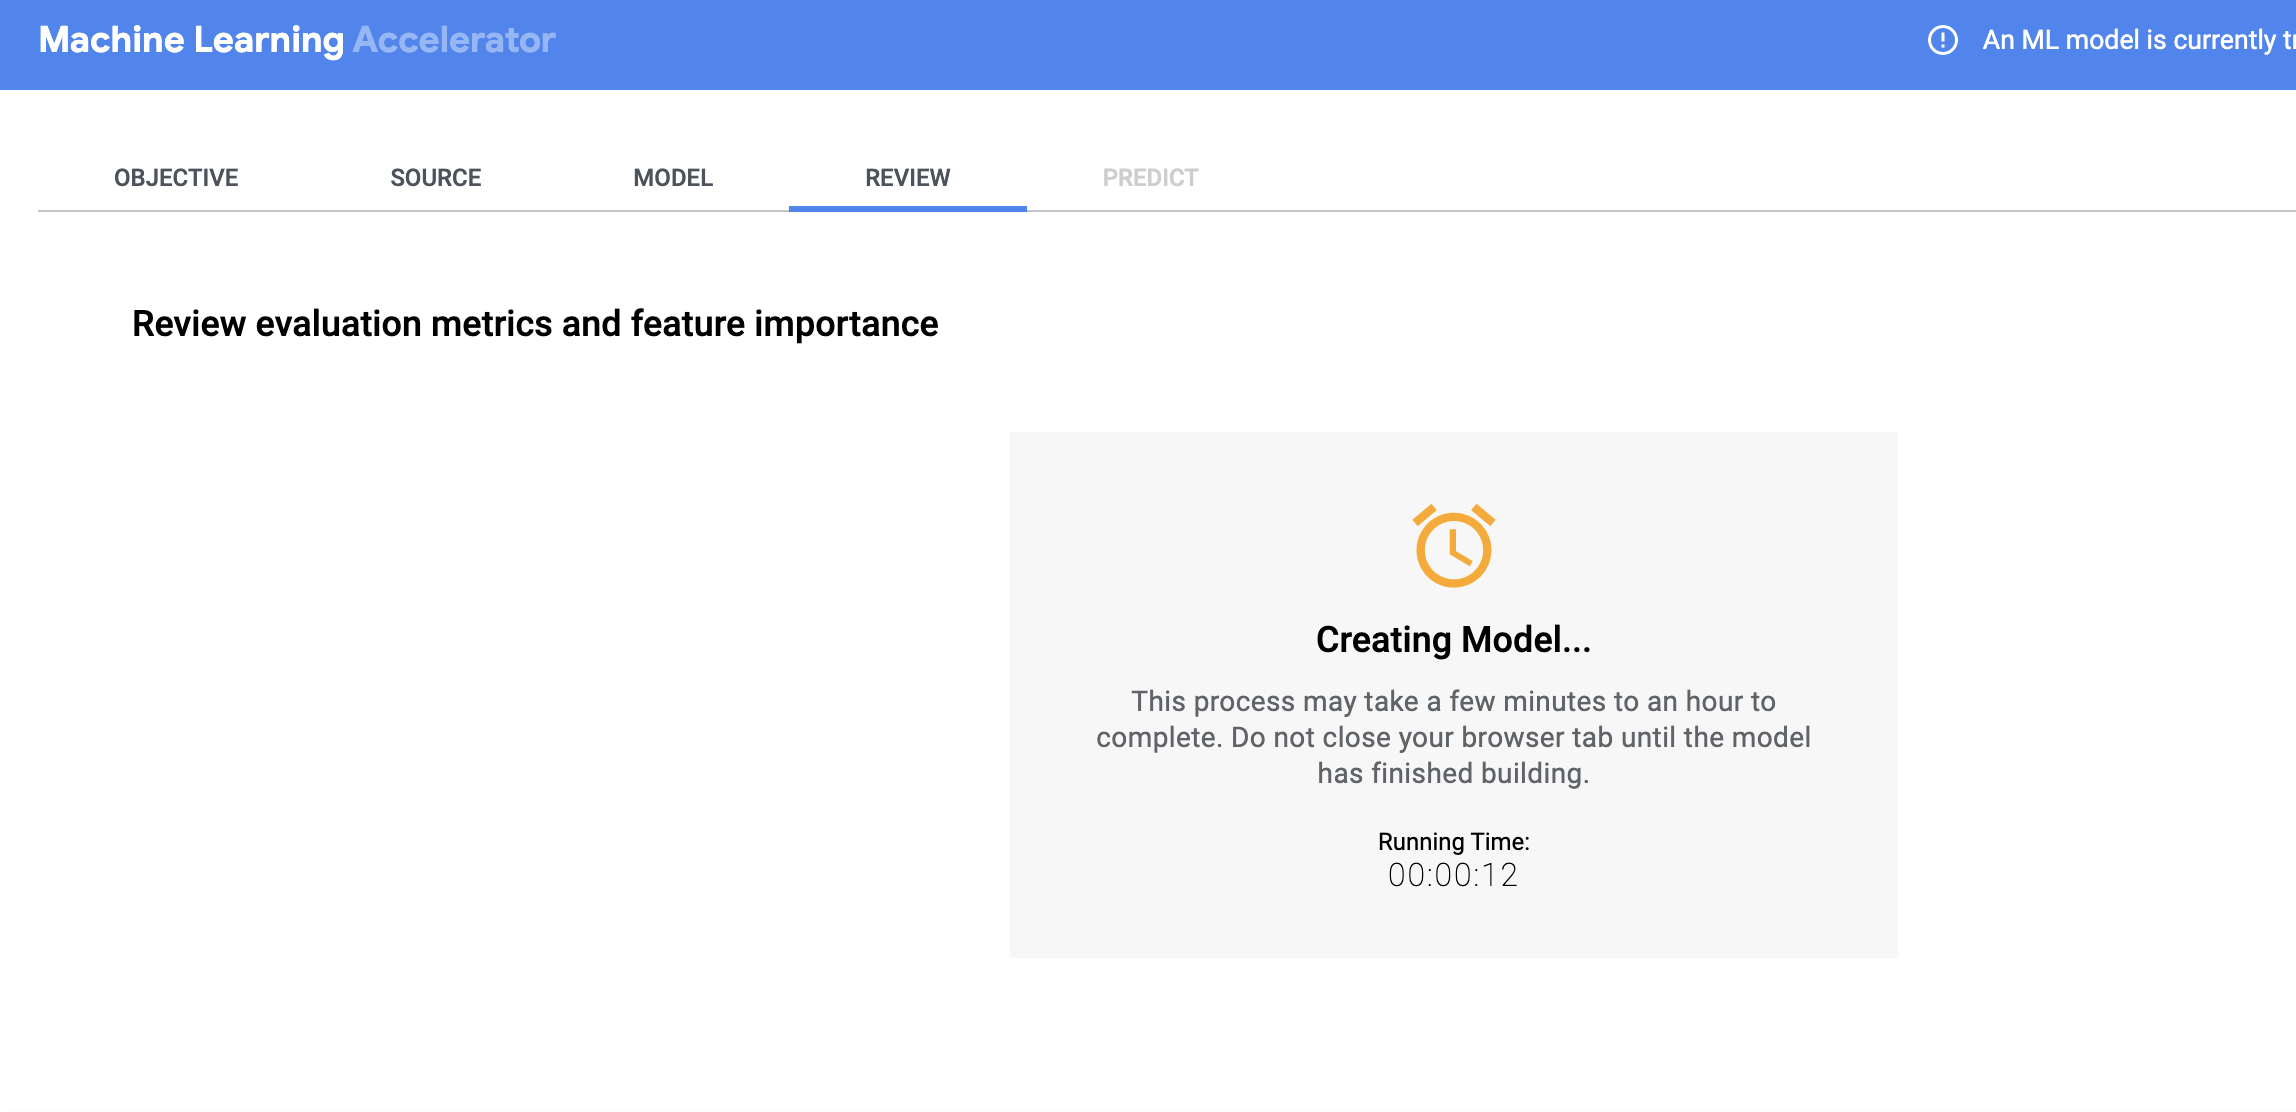 Machine Learning Accelerator
An ML model is currently
OBJECTIVE SOURCE MODEL REVIEW PREDICT
Review evaluation metrics and feature importance
Creating Model...
This process may take a few minutes to an hour to
complete. Do not close your browser tab until the model
has finished building.
Running Time:
00:00:12